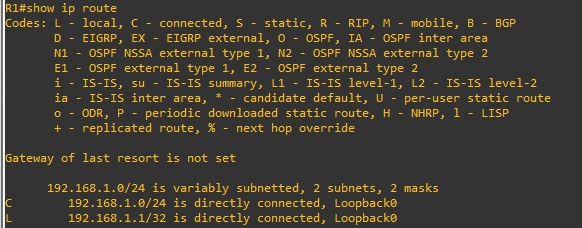 R1#show ip route
Codes: L - local, C - connected, S - static, R - RIP, M - mobile, B - BGP
D - EIGRP, EX - EIGRP external, O - OSPF, IA - OSPF inter area
N1 - OSPF NSSA external type 1, N2 - OSPF NSSA external type 2
E1 - OSPF external type 1, E2 - OSPF external type 2
i - IS-IS, su - IS-IS summary, L1 - IS-IS level-1, L2 - IS-IS level-2
ia - IS-IS inter area, * - candidate default, U - per-user static route
o - ODR, P - periodic downloaded static route, H - NHRP, l - LISP
+ - replicated route, % - next hop override
Gateway of last resort is not set
192.168.1.0/24 is variably subnetted, 2 subnets, 2 masks
C 192.168.1.0/24 is directly connected, Loopback0
L 192.168.1.1/32 is directly connected, Loopback0